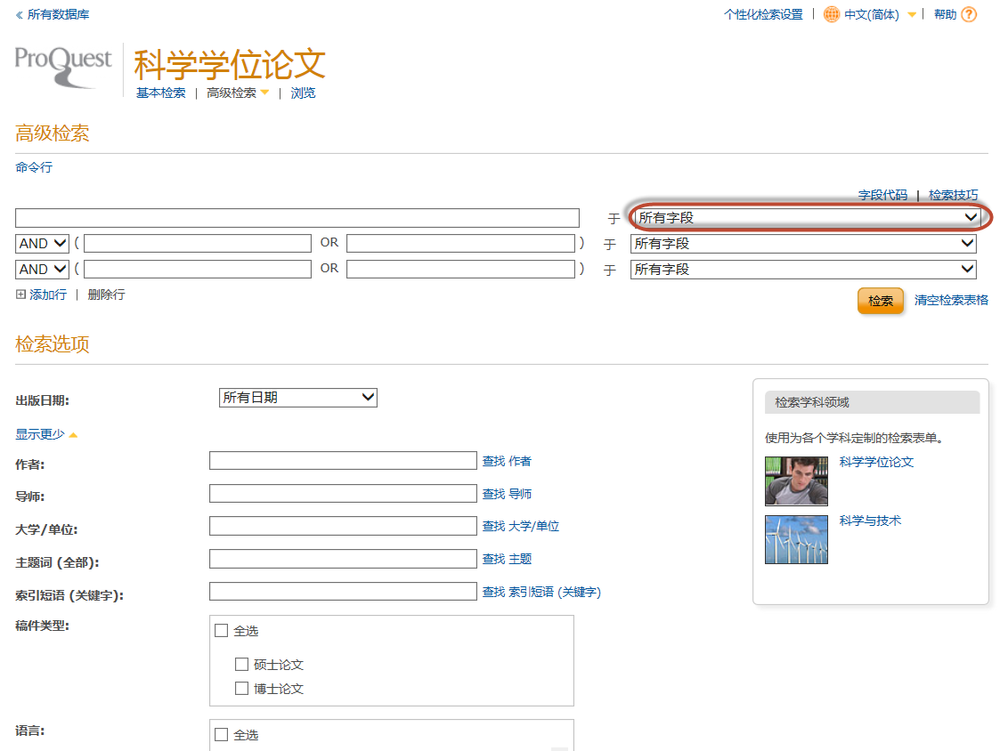 « 所有数据库
个性化检索设置 | 中文(简体) | 帮助 ?
ProQuest
科学学位论文
基本检索 | 高级检索 | 浏览
高级检索
命令行
字段代码 | 检索技巧
于 所有字段
AND ( OR ) 于 所有字段
AND ( OR ) 于 所有字段
添加行 | 删除行
检索 清空检索表格
检索选项
出版日期: 所有日期
检索学科领域
显示更少
使用为各个学科定制的检索表单。
作者: 查找 作者
科学学位论文
导师: 查找 导师
大学/单位: 查找 大学/单位
科学与技术
主题词 (全部): 查找 主题
索引短语 (关键字): 查找 索引短语 (关键字)
稿件类型: 全选
硕士论文
博士论文
语言: 全选